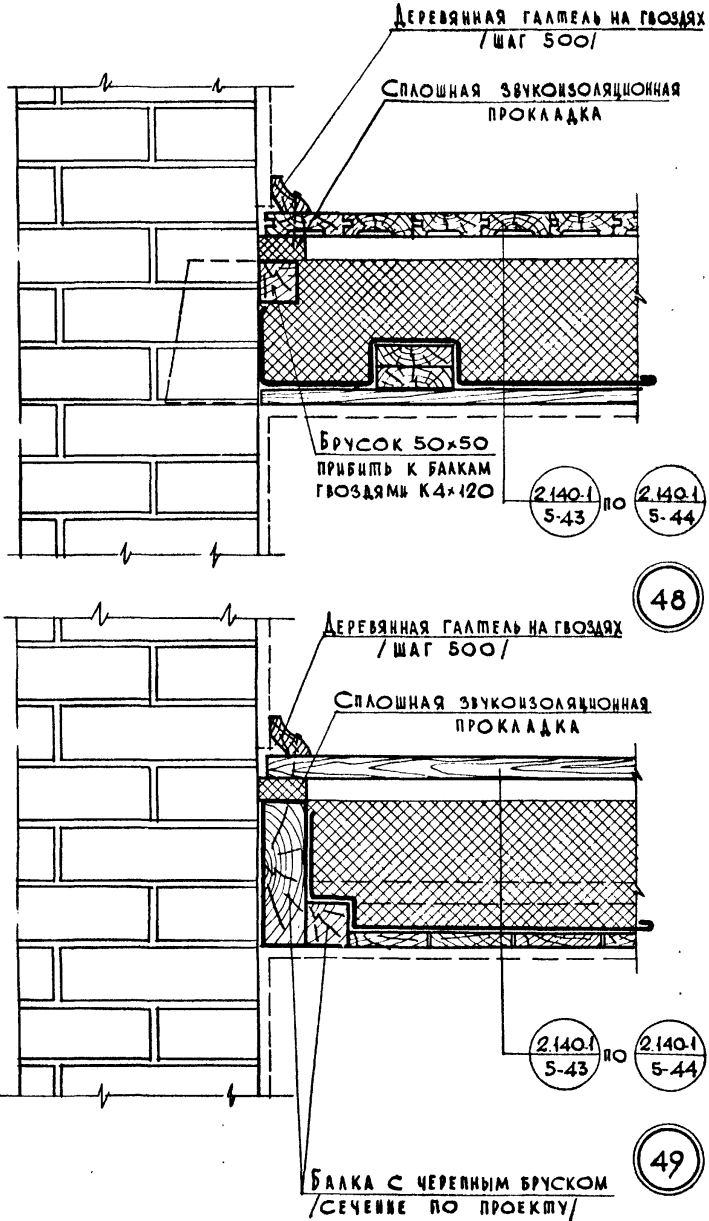 Деревянная галтель на гвоздях
/шаг 500/
Сплошная звукоизоляционная
прокладка
Брусок 50×50
прибить к балкам
гвоздями К4×120
2.140-1
5-43
по
2.140-1
5-44
48
Деревянная галтель на гвоздях
/шаг 500/
Сплошная звукоизоляционная
прокладка
2.140-1
5-43
по
2.140-1
5-44
49
Балка с черепным бруском
/сечение по проекту/